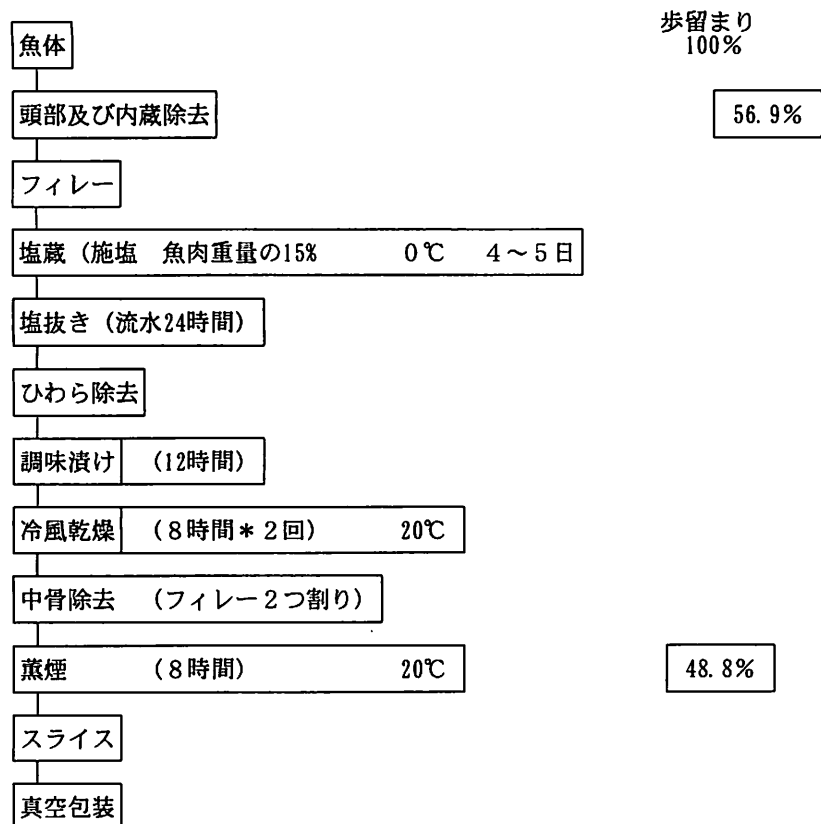 歩留まり
魚体 100%
頭部及び内蔵除去 56.9%
フィレー
塩蔵（施塩 魚肉重量の15% 0℃ 4～5日
塩抜き（流水24時間）
ひわら除去
調味漬け （12時間）
冷風乾燥 （8時間＊2回） 20℃
中骨除去 （フィレー2つ割り）
薫煙 （8時間） 20℃ 48.8%
スライス
真空包装